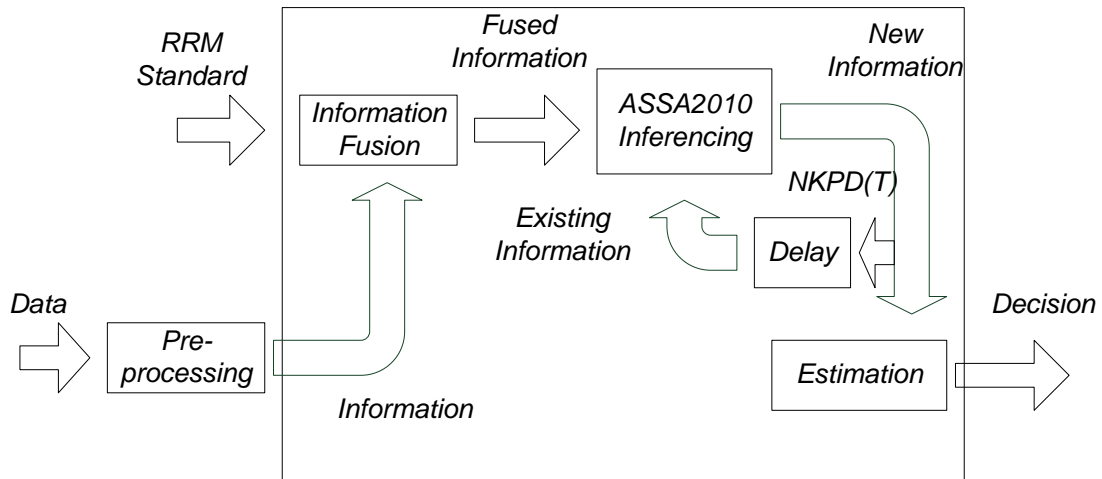 RRM
Standard
Fused
Information
New
Information
Information
Fusion
ASSA2010
Inferencing
NKPD(T)
Existing
Information
Delay
Data
Pre-
processing
Information
Estimation
Decision